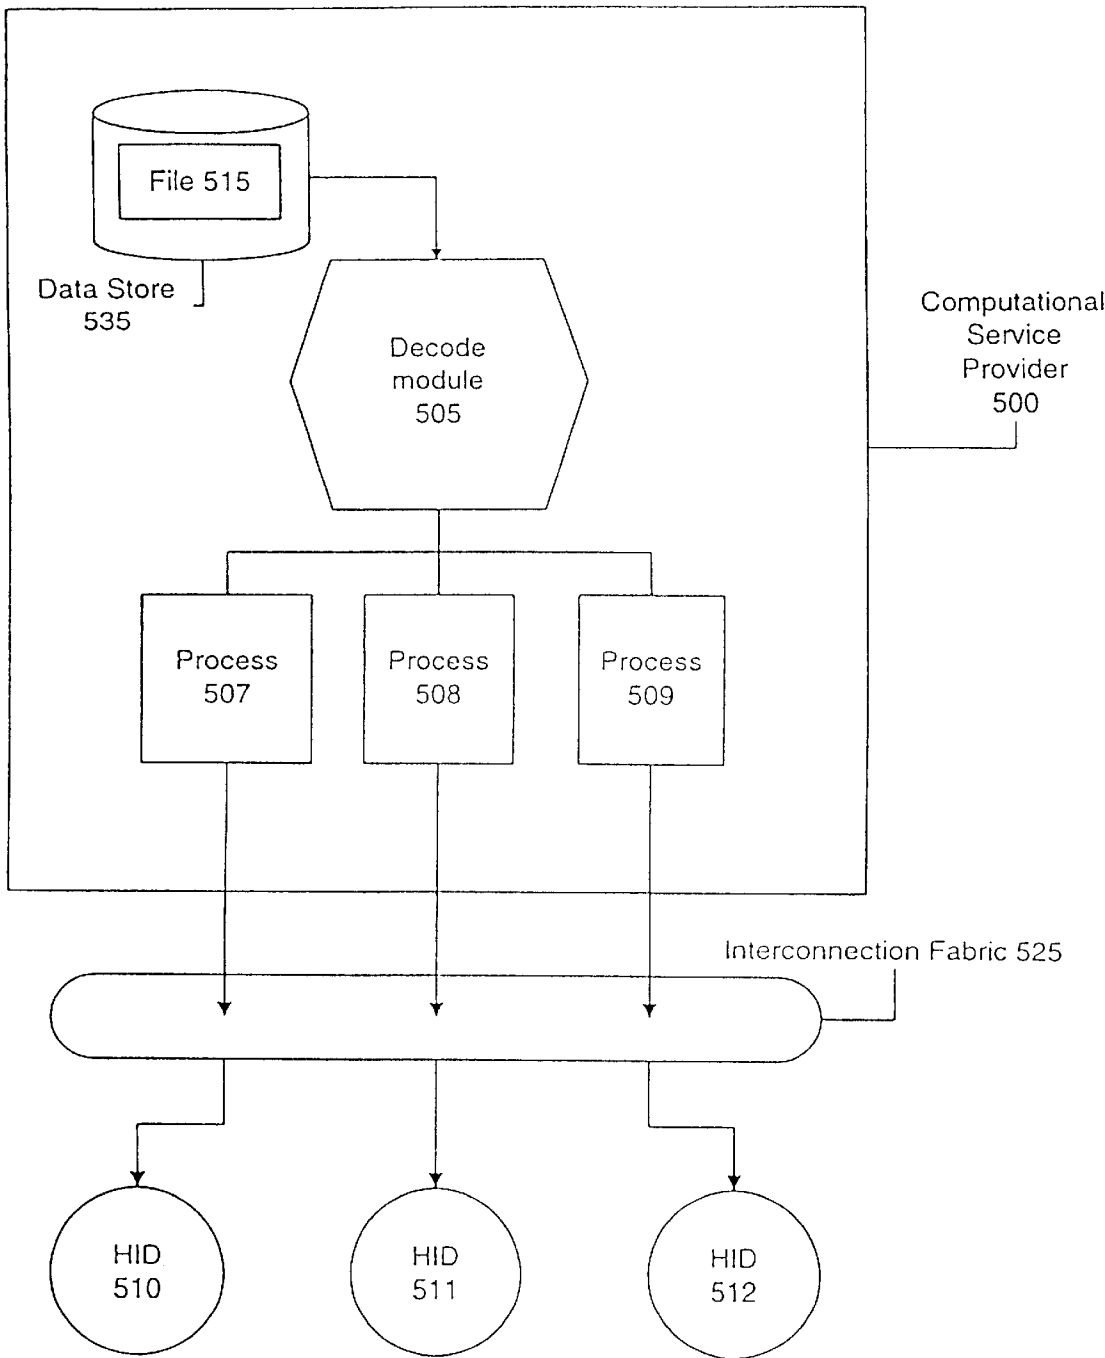 File 515
Data Store
535
Computational
Service
Provider
500
Decode
module
505
Process
507
Process
508
Process
509
Interconnection Fabric 525
HID
510
HID
511
HID
512